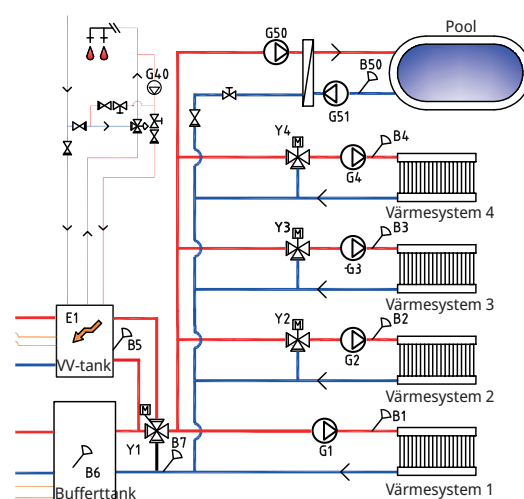 Pool
G50
B50
G51
G40
M
Y4
B4
G4
Värmesystem 4
M
Y3
B3
G3
Värmesystem 3
M
Y2
B2
G2
Värmesystem 2
E1
B5
VV-tank
M
Y1
B7
G1
B1
Värmesystem 1
B6
Bufferttank